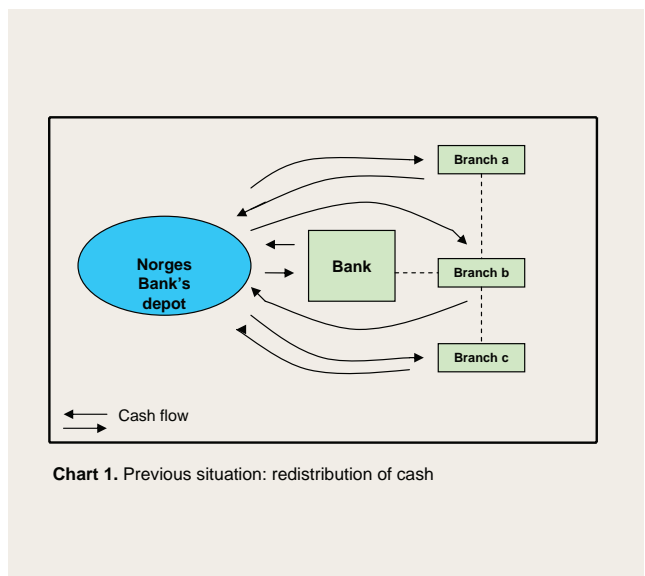 Branch a
Norges
Bank's
depot
Bank
Branch b
Branch c
Cash flow
Chart 1. Previous situation: redistribution of cash